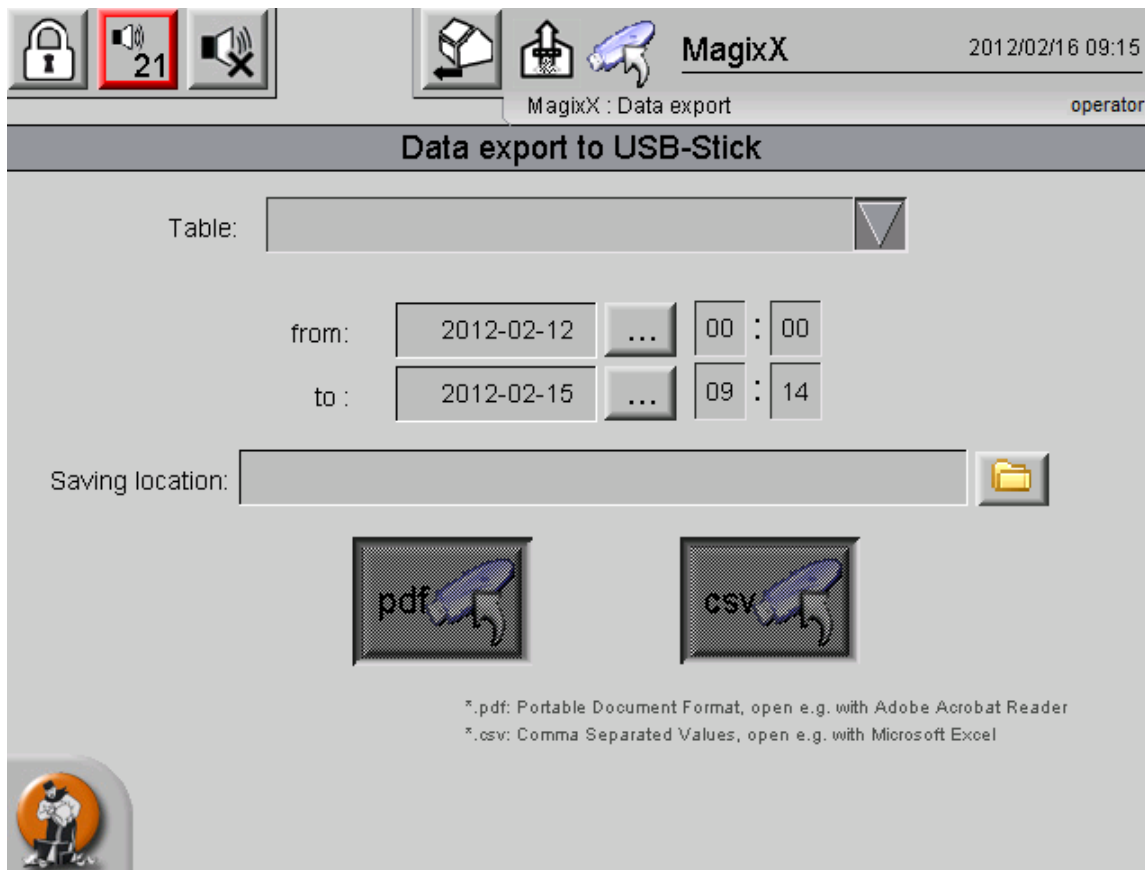 21
MagixX
2012/02/16 09:15
MagixX : Data export
operator
Data export to USB-Stick
Table:
from:
2012-02-12
...
00 : 00
to :
2012-02-15
...
09 : 14
Saving location:
pdf
csv
*.pdf: Portable Document Format, open e.g. with Adobe Acrobat Reader
*.csv: Comma Separated Values, open e.g. with Microsoft Excel